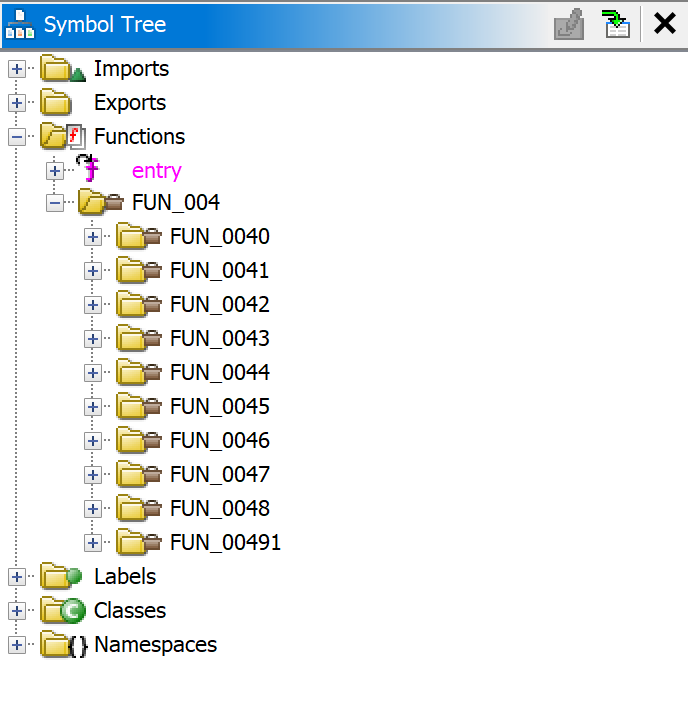 Symbol Tree
Imports
Exports
Functions
entry
FUN_004
FUN_0040
FUN_0041
FUN_0042
FUN_0043
FUN_0044
FUN_0045
FUN_0046
FUN_0047
FUN_0048
FUN_00491
Labels
Classes
Namespaces